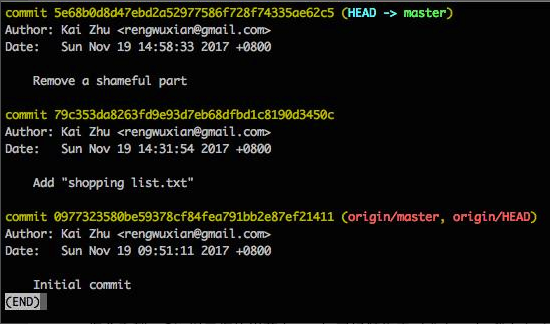 commit 5e68b0d8d47ebd2a52977586f728f74335ae62c5 (HEAD -> master)
Author: Kai Zhu <rengwuxian@gmail.com>
Date:   Sun Nov 19 14:58:33 2017 +0800
Remove a shameful part
commit 79c353da8263fd9e93d7eb68dfbd1c8190d3450c
Author: Kai Zhu <rengwuxian@gmail.com>
Date:   Sun Nov 19 14:31:54 2017 +0800
Add "shopping list.txt"
commit 0977323580be59378cf84fea791bb2e87ef21411 (origin/master, origin/HEAD)
Author: Kai Zhu <rengwuxian@gmail.com>
Date:   Sun Nov 19 09:51:11 2017 +0800
Initial commit
(END)